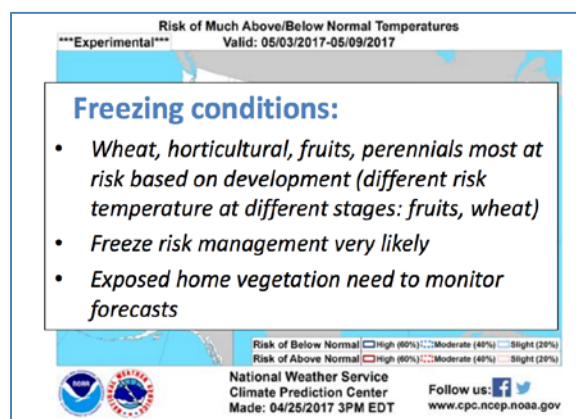 Risk of Much Above/Below Normal Temperatures
***Experimental*** Valid: 05/03/2017-05/09/2017
Freezing conditions:
• Wheat, horticultural, fruits, perennials most at
risk based on development (different risk
temperature at different stages: fruits, wheat)
• Freeze risk management very likely
• Exposed home vegetation need to monitor
forecasts
Risk of Below Normal High (60%) Moderate (40%) Slight (20%)
Risk of Above Normal High (60%) Moderate (40%) Slight (20%)
National Weather Service
Climate Prediction Center
Made: 04/25/2017 3PM EDT
Follow us:
www.cpc.ncep.noaa.gov
NOAA